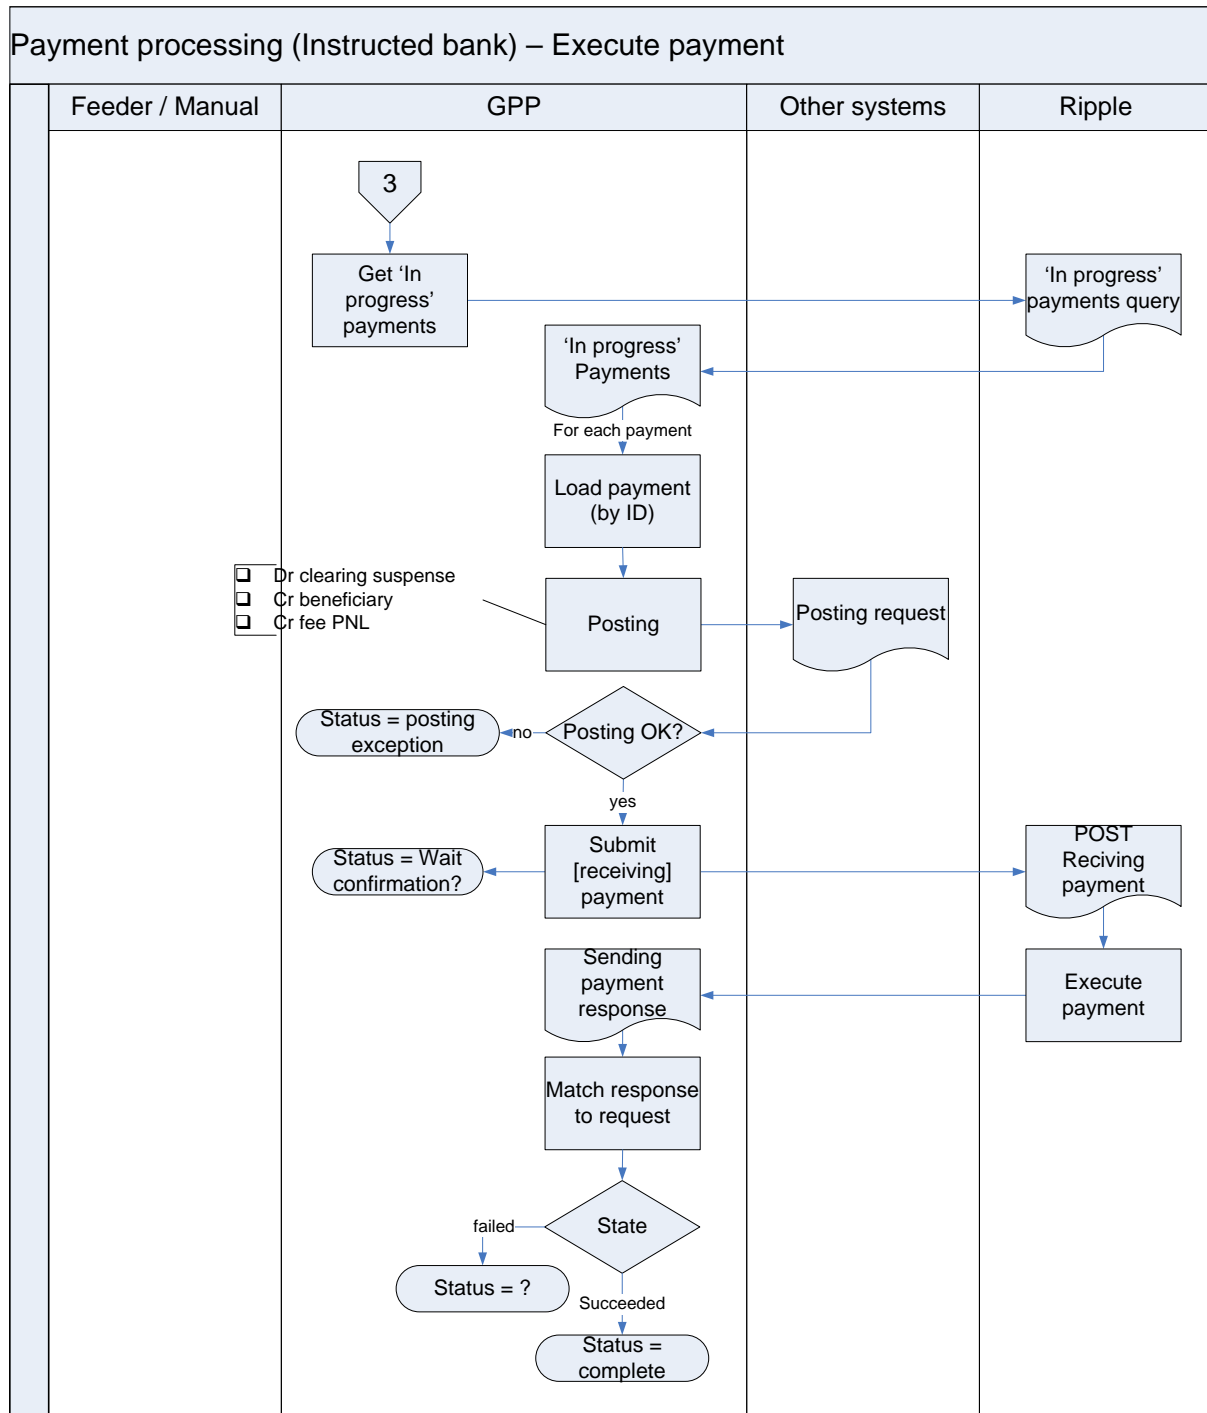 Payment processing (Instructed bank) – Execute payment
Feeder / Manual
GPP
Other systems
Ripple
3
Get ‘In
progress’
payments
‘In progress’
payments query
‘In progress’
Payments
For each payment
Load payment
(by ID)
❑ Dr clearing suspense
❑ Cr beneficiary
❑ Cr fee PNL
Posting
Posting request
Status = posting
exception
no
Posting OK?
yes
Status = Wait
confirmation?
Submit
[receiving]
payment
POST
Reciving
payment
Sending
payment
response
Execute
payment
Match response
to request
State
failed
Status = ?
Succeeded
Status =
complete